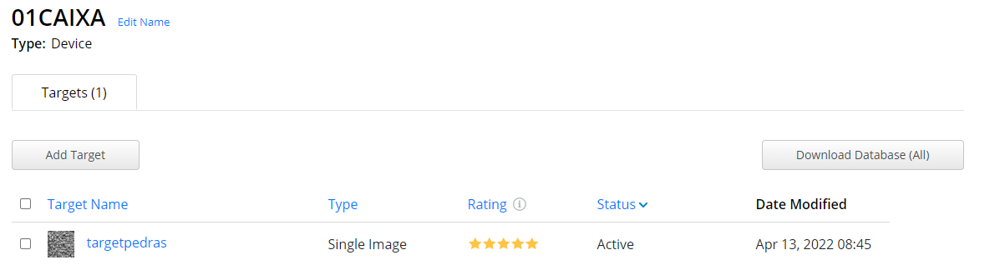 01CAIXA Edit Name
Type: Device
Targets (1)
Add Target Download Database (All)
Target Name Type Rating Status Date Modified
targetpedras Single Image Active Apr 13, 2022 08:45